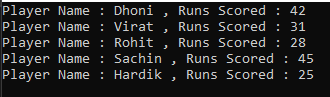 Player Name : Dhoni , Runs Scored : 42
Player Name : Virat , Runs Scored : 31
Player Name : Rohit , Runs Scored : 28
Player Name : Sachin , Runs Scored : 45
Player Name : Hardik , Runs Scored : 25